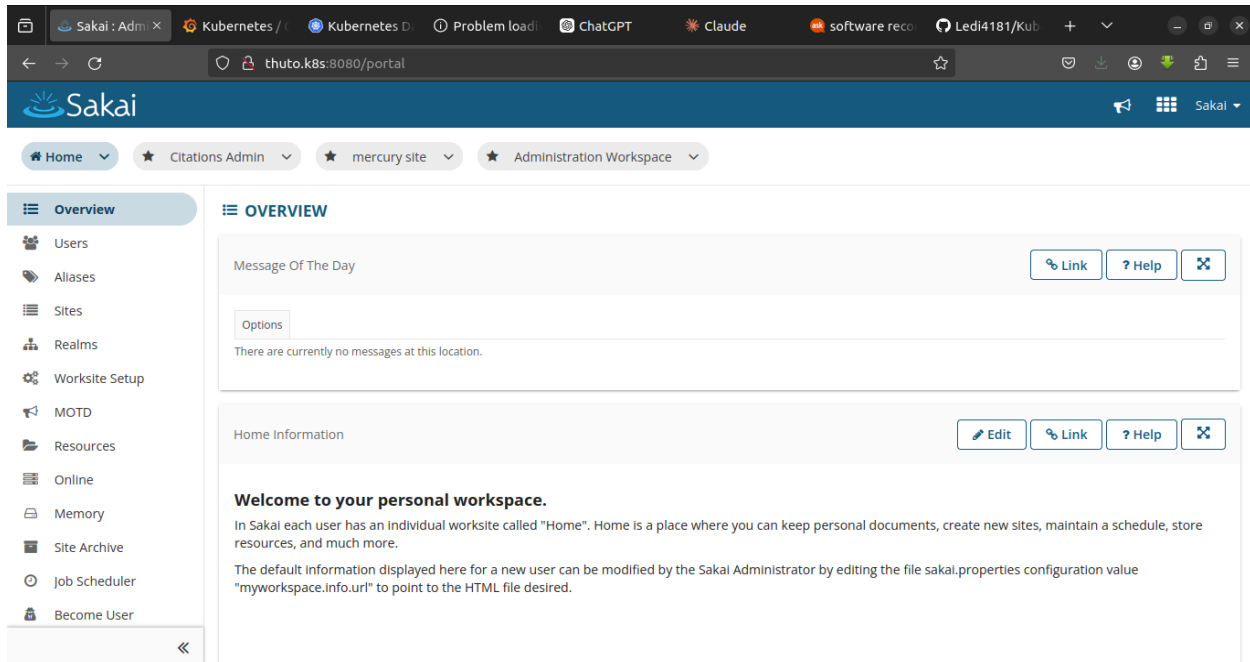 Sakai : Adm
Kubernetes /
Kubernetes D
Problem loadi
ChatGPT
Claude
software reco
Ledi4181/Kub
thuto.k8s:8080/portal
Sakai
Sakai
Home
Citations Admin
mercury site
Administration Workspace
Overview
Users
Aliases
Sites
Realms
Worksite Setup
MOTD
Resources
Online
Memory
Site Archive
Job Scheduler
Become User
OVERVIEW
Message Of The Day
Link
? Help
Options
There are currently no messages at this location.
Home Information
Edit
Link
? Help
Welcome to your personal workspace.
In Sakai each user has an individual worksite called "Home". Home is a place where you can keep personal documents, create new sites, maintain a schedule, store
resources, and much more.
The default information displayed here for a new user can be modified by the Sakai Administrator by editing the file sakai.properties configuration value
"myworkspace.info.url" to point to the HTML file desired.